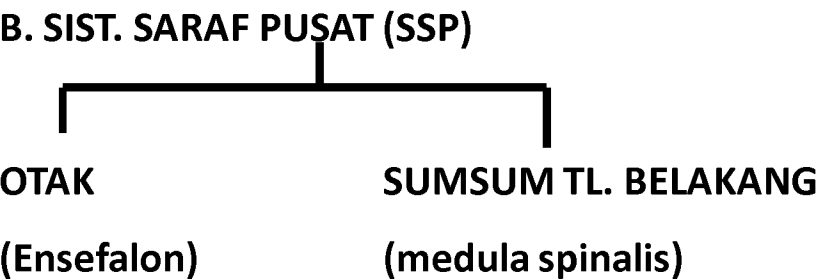 B. SIST. SARAF PUSAT (SSP)
OTAK SUMSUM TL. BELAKANG
(Ensefalon) (medula spinalis)